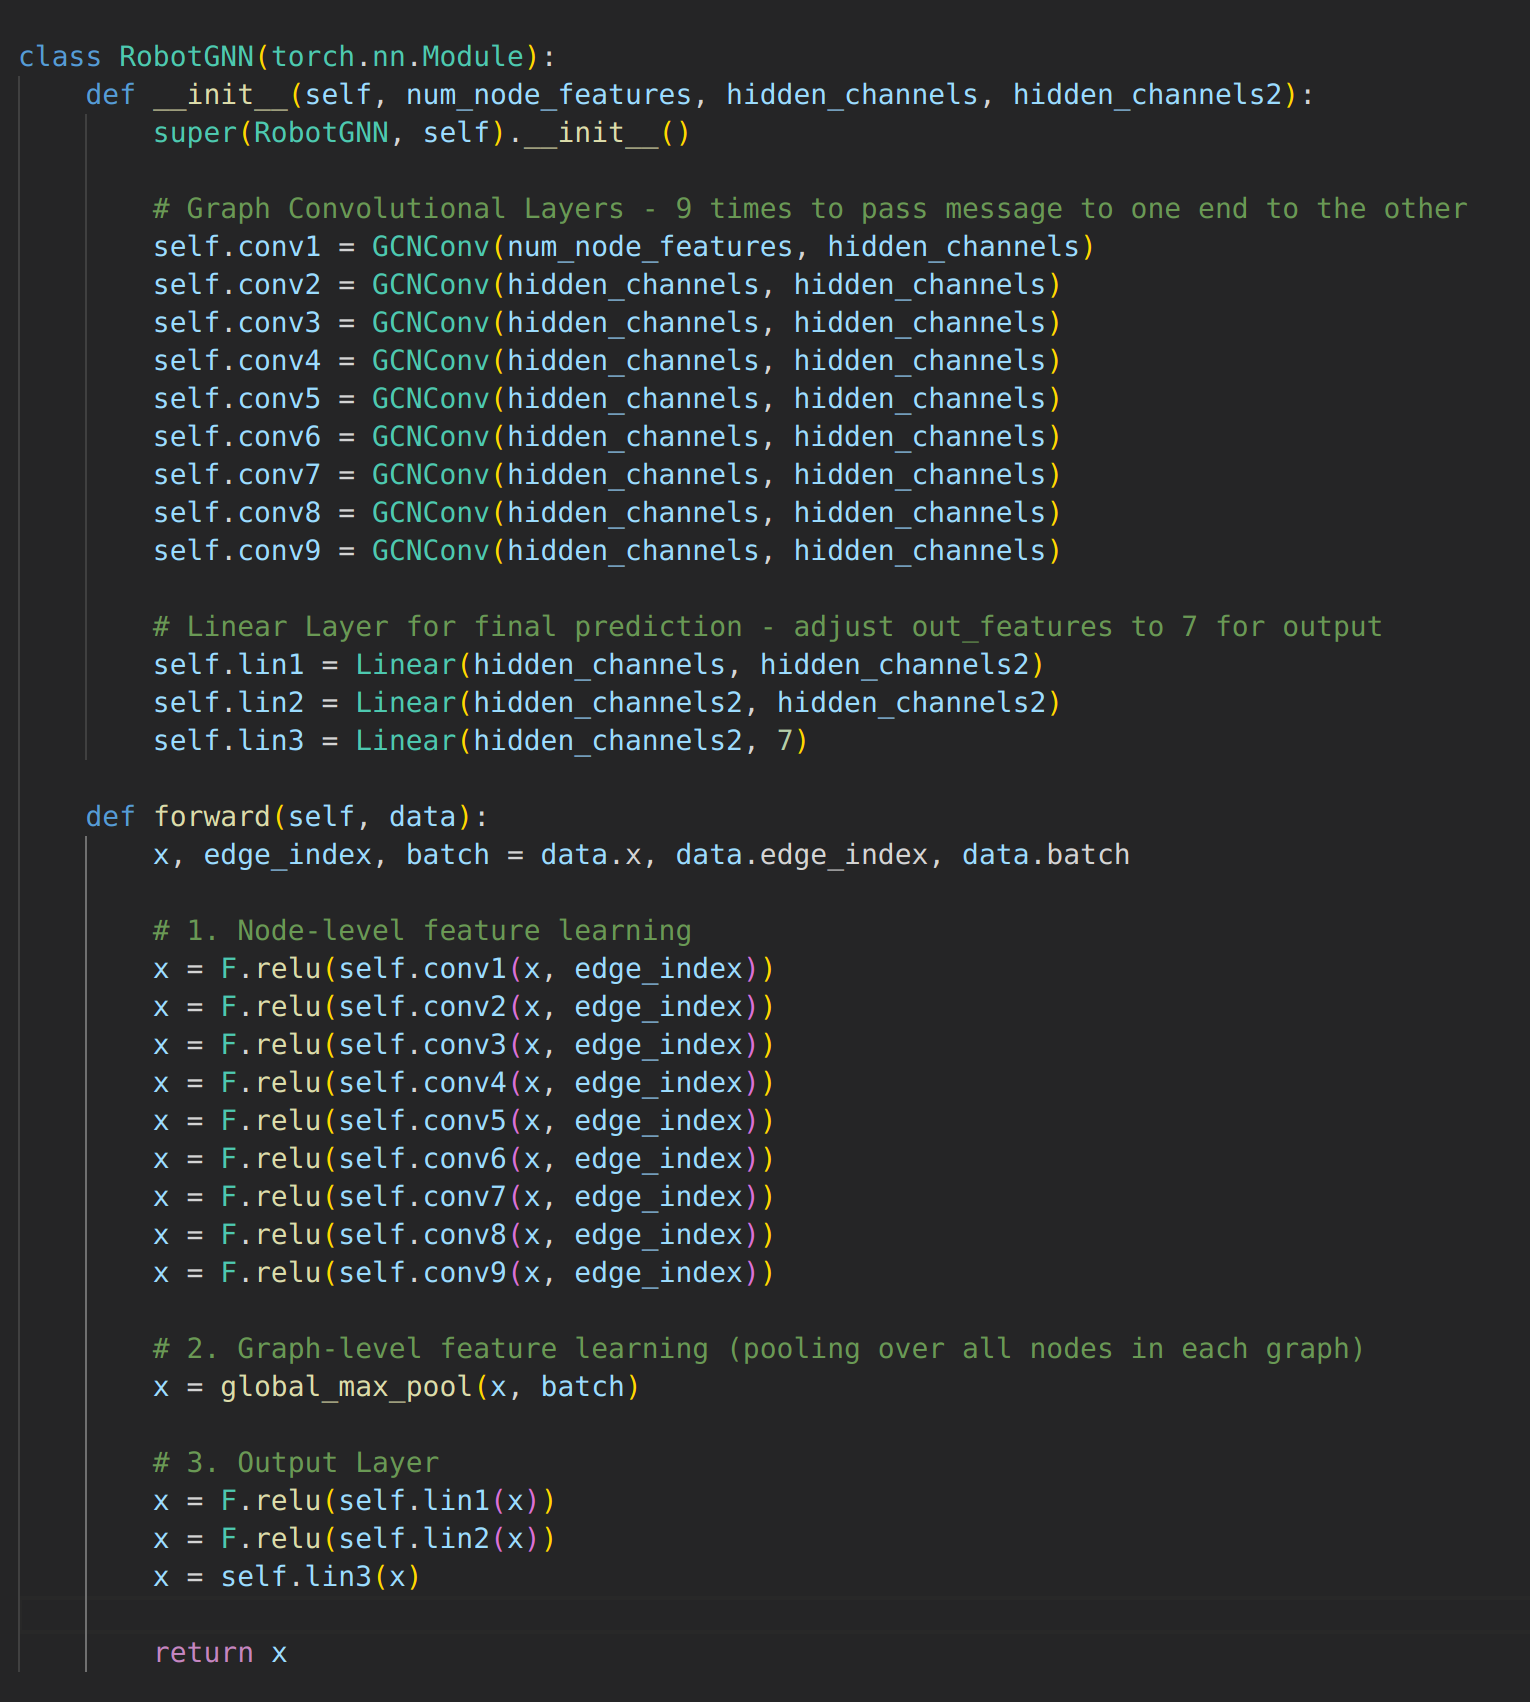 class RobotGNN(torch.nn.Module):
    def __init__(self, num_node_features, hidden_channels, hidden_channels2):
        super(RobotGNN, self).__init__()

        # Graph Convolutional Layers - 9 times to pass message to one end to the other
        self.conv1 = GCNConv(num_node_features, hidden_channels)
        self.conv2 = GCNConv(hidden_channels, hidden_channels)
        self.conv3 = GCNConv(hidden_channels, hidden_channels)
        self.conv4 = GCNConv(hidden_channels, hidden_channels)
        self.conv5 = GCNConv(hidden_channels, hidden_channels)
        self.conv6 = GCNConv(hidden_channels, hidden_channels)
        self.conv7 = GCNConv(hidden_channels, hidden_channels)
        self.conv8 = GCNConv(hidden_channels, hidden_channels)
        self.conv9 = GCNConv(hidden_channels, hidden_channels)

        # Linear Layer for final prediction - adjust out_features to 7 for output
        self.lin1 = Linear(hidden_channels, hidden_channels2)
        self.lin2 = Linear(hidden_channels2, hidden_channels2)
        self.lin3 = Linear(hidden_channels2, 7)

    def forward(self, data):
        x, edge_index, batch = data.x, data.edge_index, data.batch

        # 1. Node-level feature learning
        x = F.relu(self.conv1(x, edge_index))
        x = F.relu(self.conv2(x, edge_index))
        x = F.relu(self.conv3(x, edge_index))
        x = F.relu(self.conv4(x, edge_index))
        x = F.relu(self.conv5(x, edge_index))
        x = F.relu(self.conv6(x, edge_index))
        x = F.relu(self.conv7(x, edge_index))
        x = F.relu(self.conv8(x, edge_index))
        x = F.relu(self.conv9(x, edge_index))

        # 2. Graph-level feature learning (pooling over all nodes in each graph)
        x = global_max_pool(x, batch)

        # 3. Output Layer
        x = F.relu(self.lin1(x))
        x = F.relu(self.lin2(x))
        x = self.lin3(x)

        return x